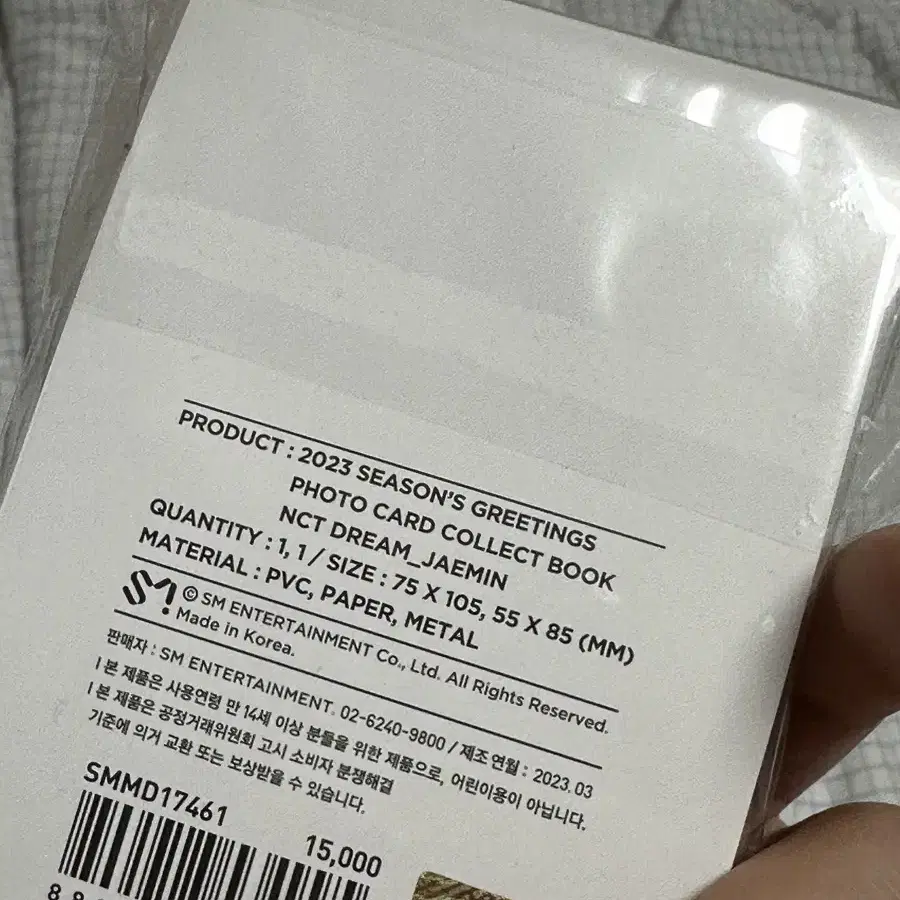 PRODUCT : 2023 SEASON'S GREETINGS
PHOTO CARD COLLECT BOOK
NCT DREAM_JAEMIN
QUANTITY : 1, 1 / SIZE : 75 X 105, 55 X 85 (MM)
MATERIAL : PVC, PAPER, METAL
SM
© SM ENTERTAINMENT Co., Ltd. All Rights Reserved.
Made in Korea.
판매자 : SM ENTERTAINMENT. 02-6240-9800 / 제조 연월 : 2023. 03
ㅣ본 제품은 사용연령 만 14세 이상 분들을 위한 제품으로, 어린이용이 아닙니다.
ㅣ본 제품은 공정거래위원회 고시 소비자 분쟁해결
기준에 의거 교환 또는 보상받을 수 있습니다.
SMMD17461
15,000